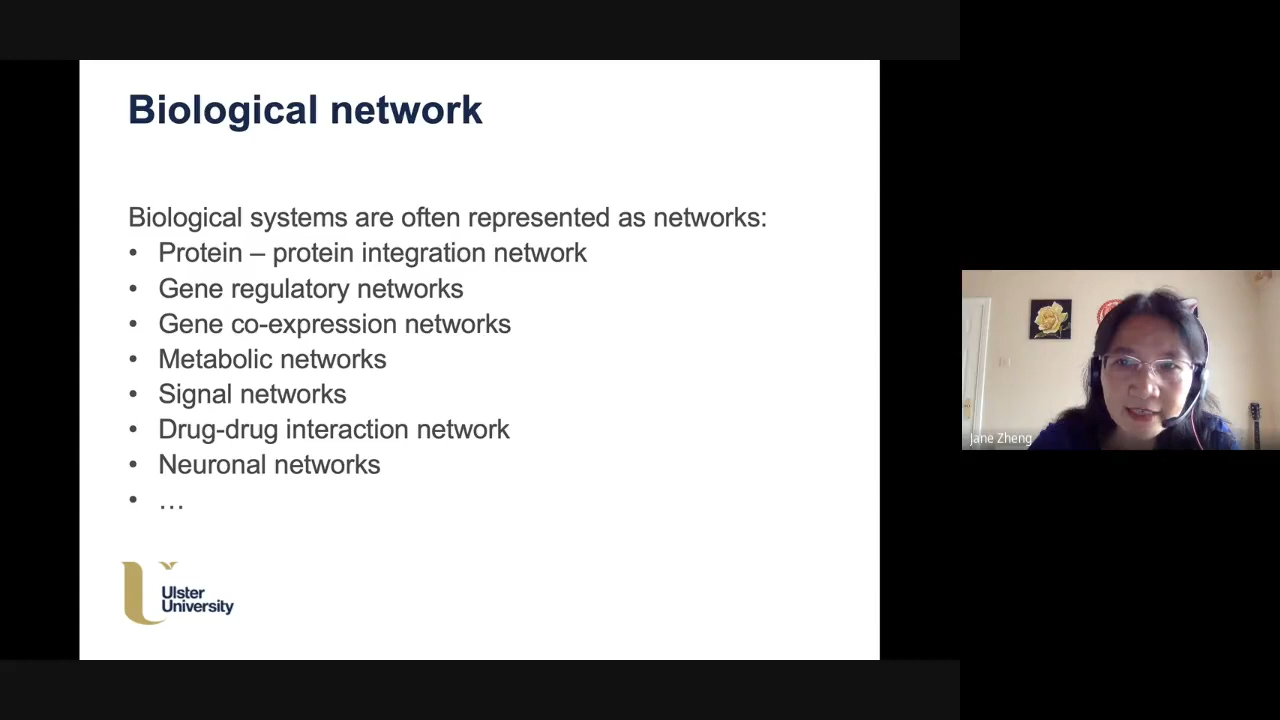 Biological network
Biological systems are often represented as networks:
• Protein – protein integration network
• Gene regulatory networks
• Gene co-expression networks
• Metabolic networks
• Signal networks
• Drug-drug interaction network
• Neuronal networks
• …
Ulster
University
Jane Zheng